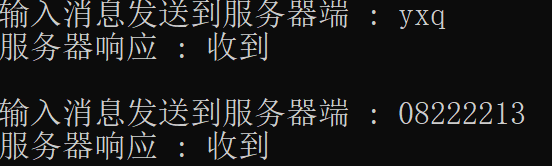 输入消息发送到服务器端 : yxq
服务器响应 : 收到
输入消息发送到服务器端 : 08222213
服务器响应 : 收到